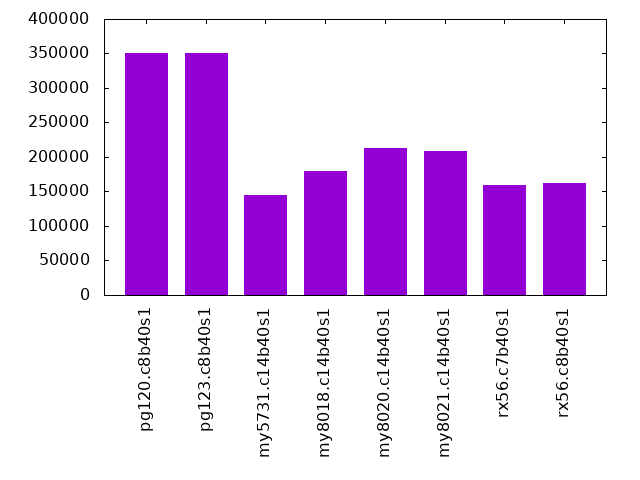 400000
350000
300000
250000
200000
150000
100000
50000
0
pg120.c8b40s1
pg123.c8b40s1
my5731.c14b40s1
my8018.c14b40s1
my8020.c14b40s1
my8021.c14b40s1
rx56.c7b40s1
rx56.c8b40s1